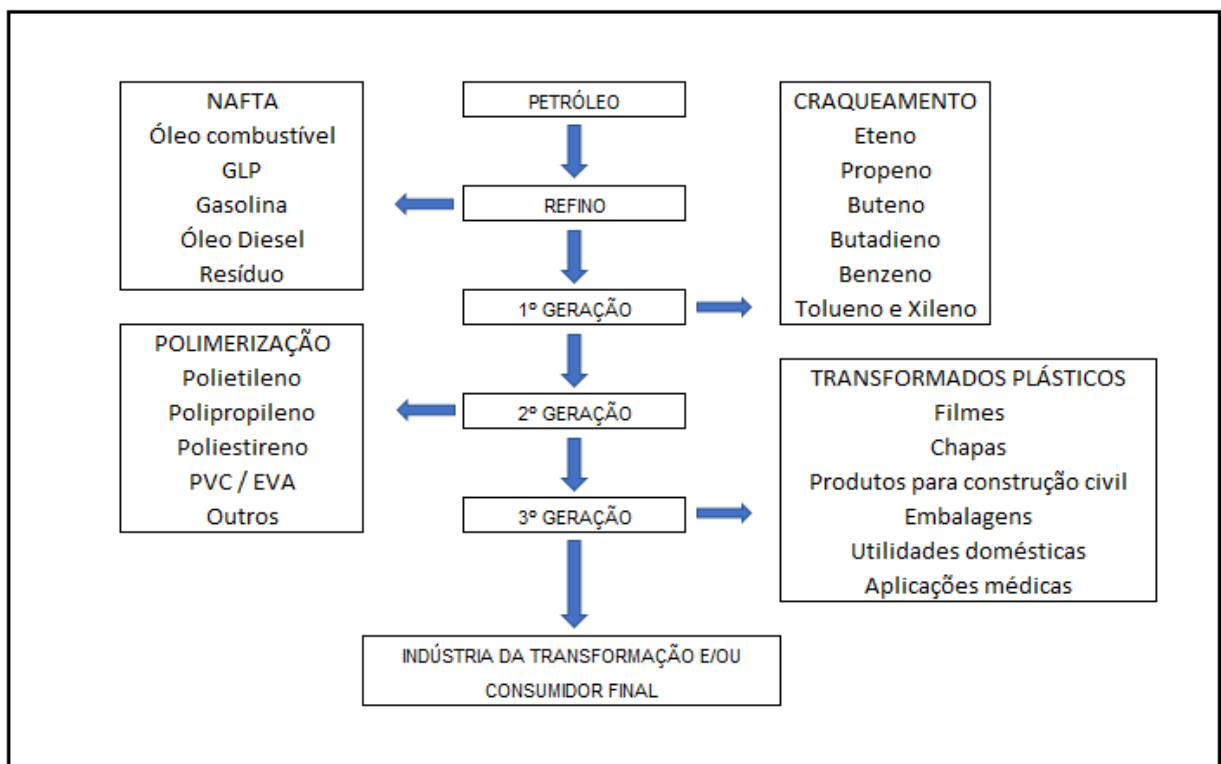 NAFTA
Óleo combustível
GLP
Gasolina
Óleo Diesel
Resíduo
PETRÓLEO
REFINO
1º GERAÇÃO
CRAQUEAMENTO
Eteno
Propeno
Buteno
Butadieno
Benzeno
Tolueno e Xileno
POLIMERIZAÇÃO
Polietileno
Polipropileno
Poliestireno
PVC / EVA
Outros
2º GERAÇÃO
3º GERAÇÃO
TRANSFORMADOS PLÁSTICOS
Filmes
Chapas
Produtos para construção civil
Embalagens
Utilidades domésticas
Aplicações médicas
INDÚSTRIA DA TRANSFORMAÇÃO E/OU
CONSUMIDOR FINAL